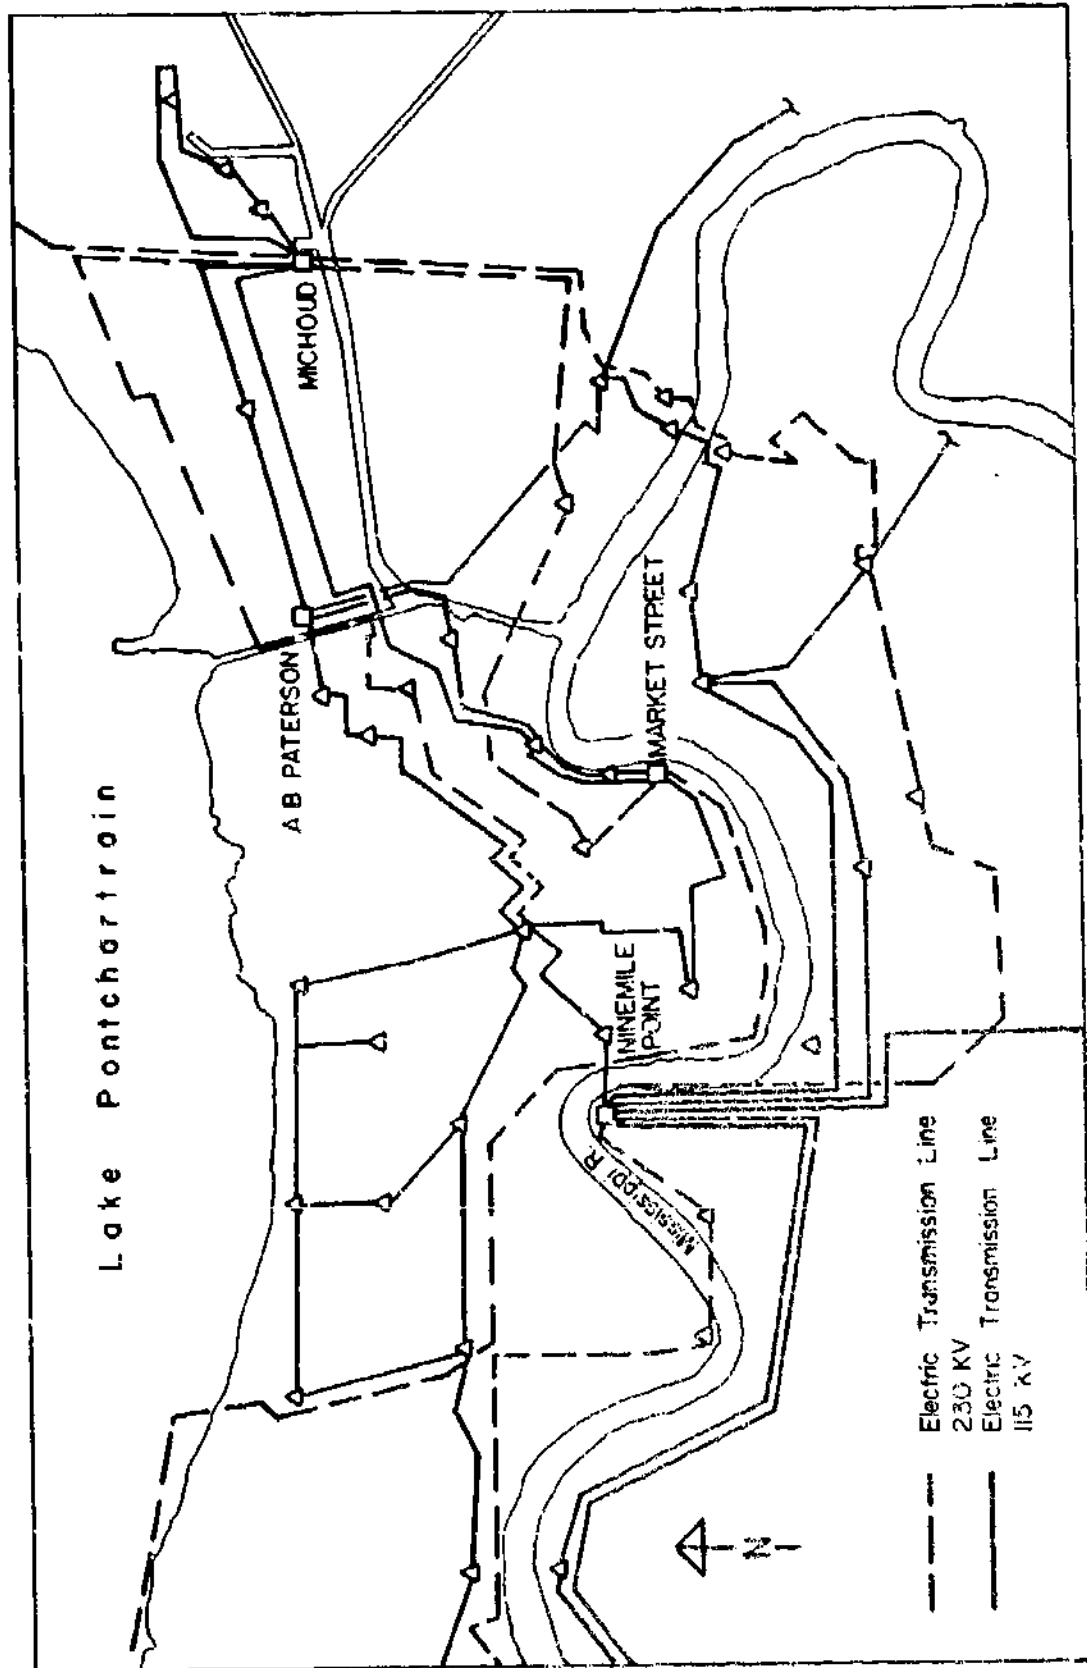 Lake Pontchartrain
MICHOUD
A B PATERSON
MARKET STREET
NINEMILE
POINT
Mississippi R.
N
Electric Transmission Line
230 KV
Electric Transmission Line
115 KV